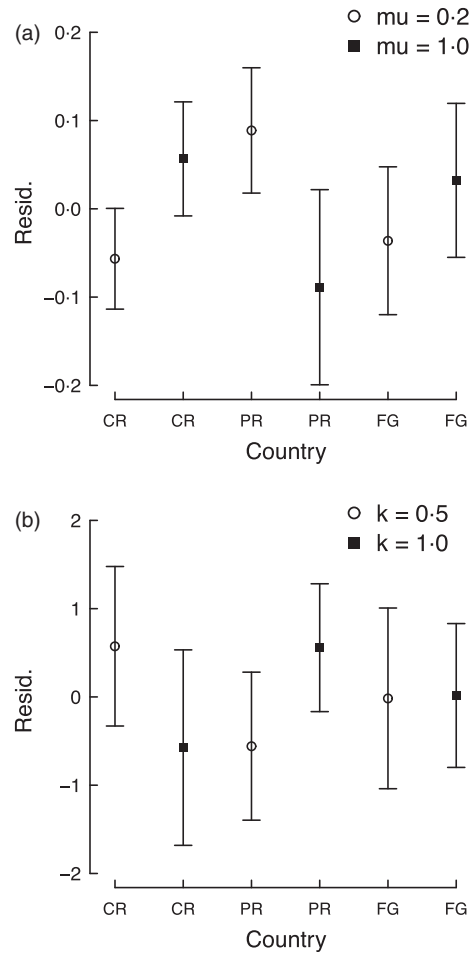 (a)
mu = 0·2
mu = 1·0
0·2
0·1
0·0
−0·1
−0·2
Resid.
CR CR PR PR FG FG
Country
(b)
k = 0·5
k = 1·0
2
1
0
−1
−2
Resid.
CR CR PR PR FG FG
Country